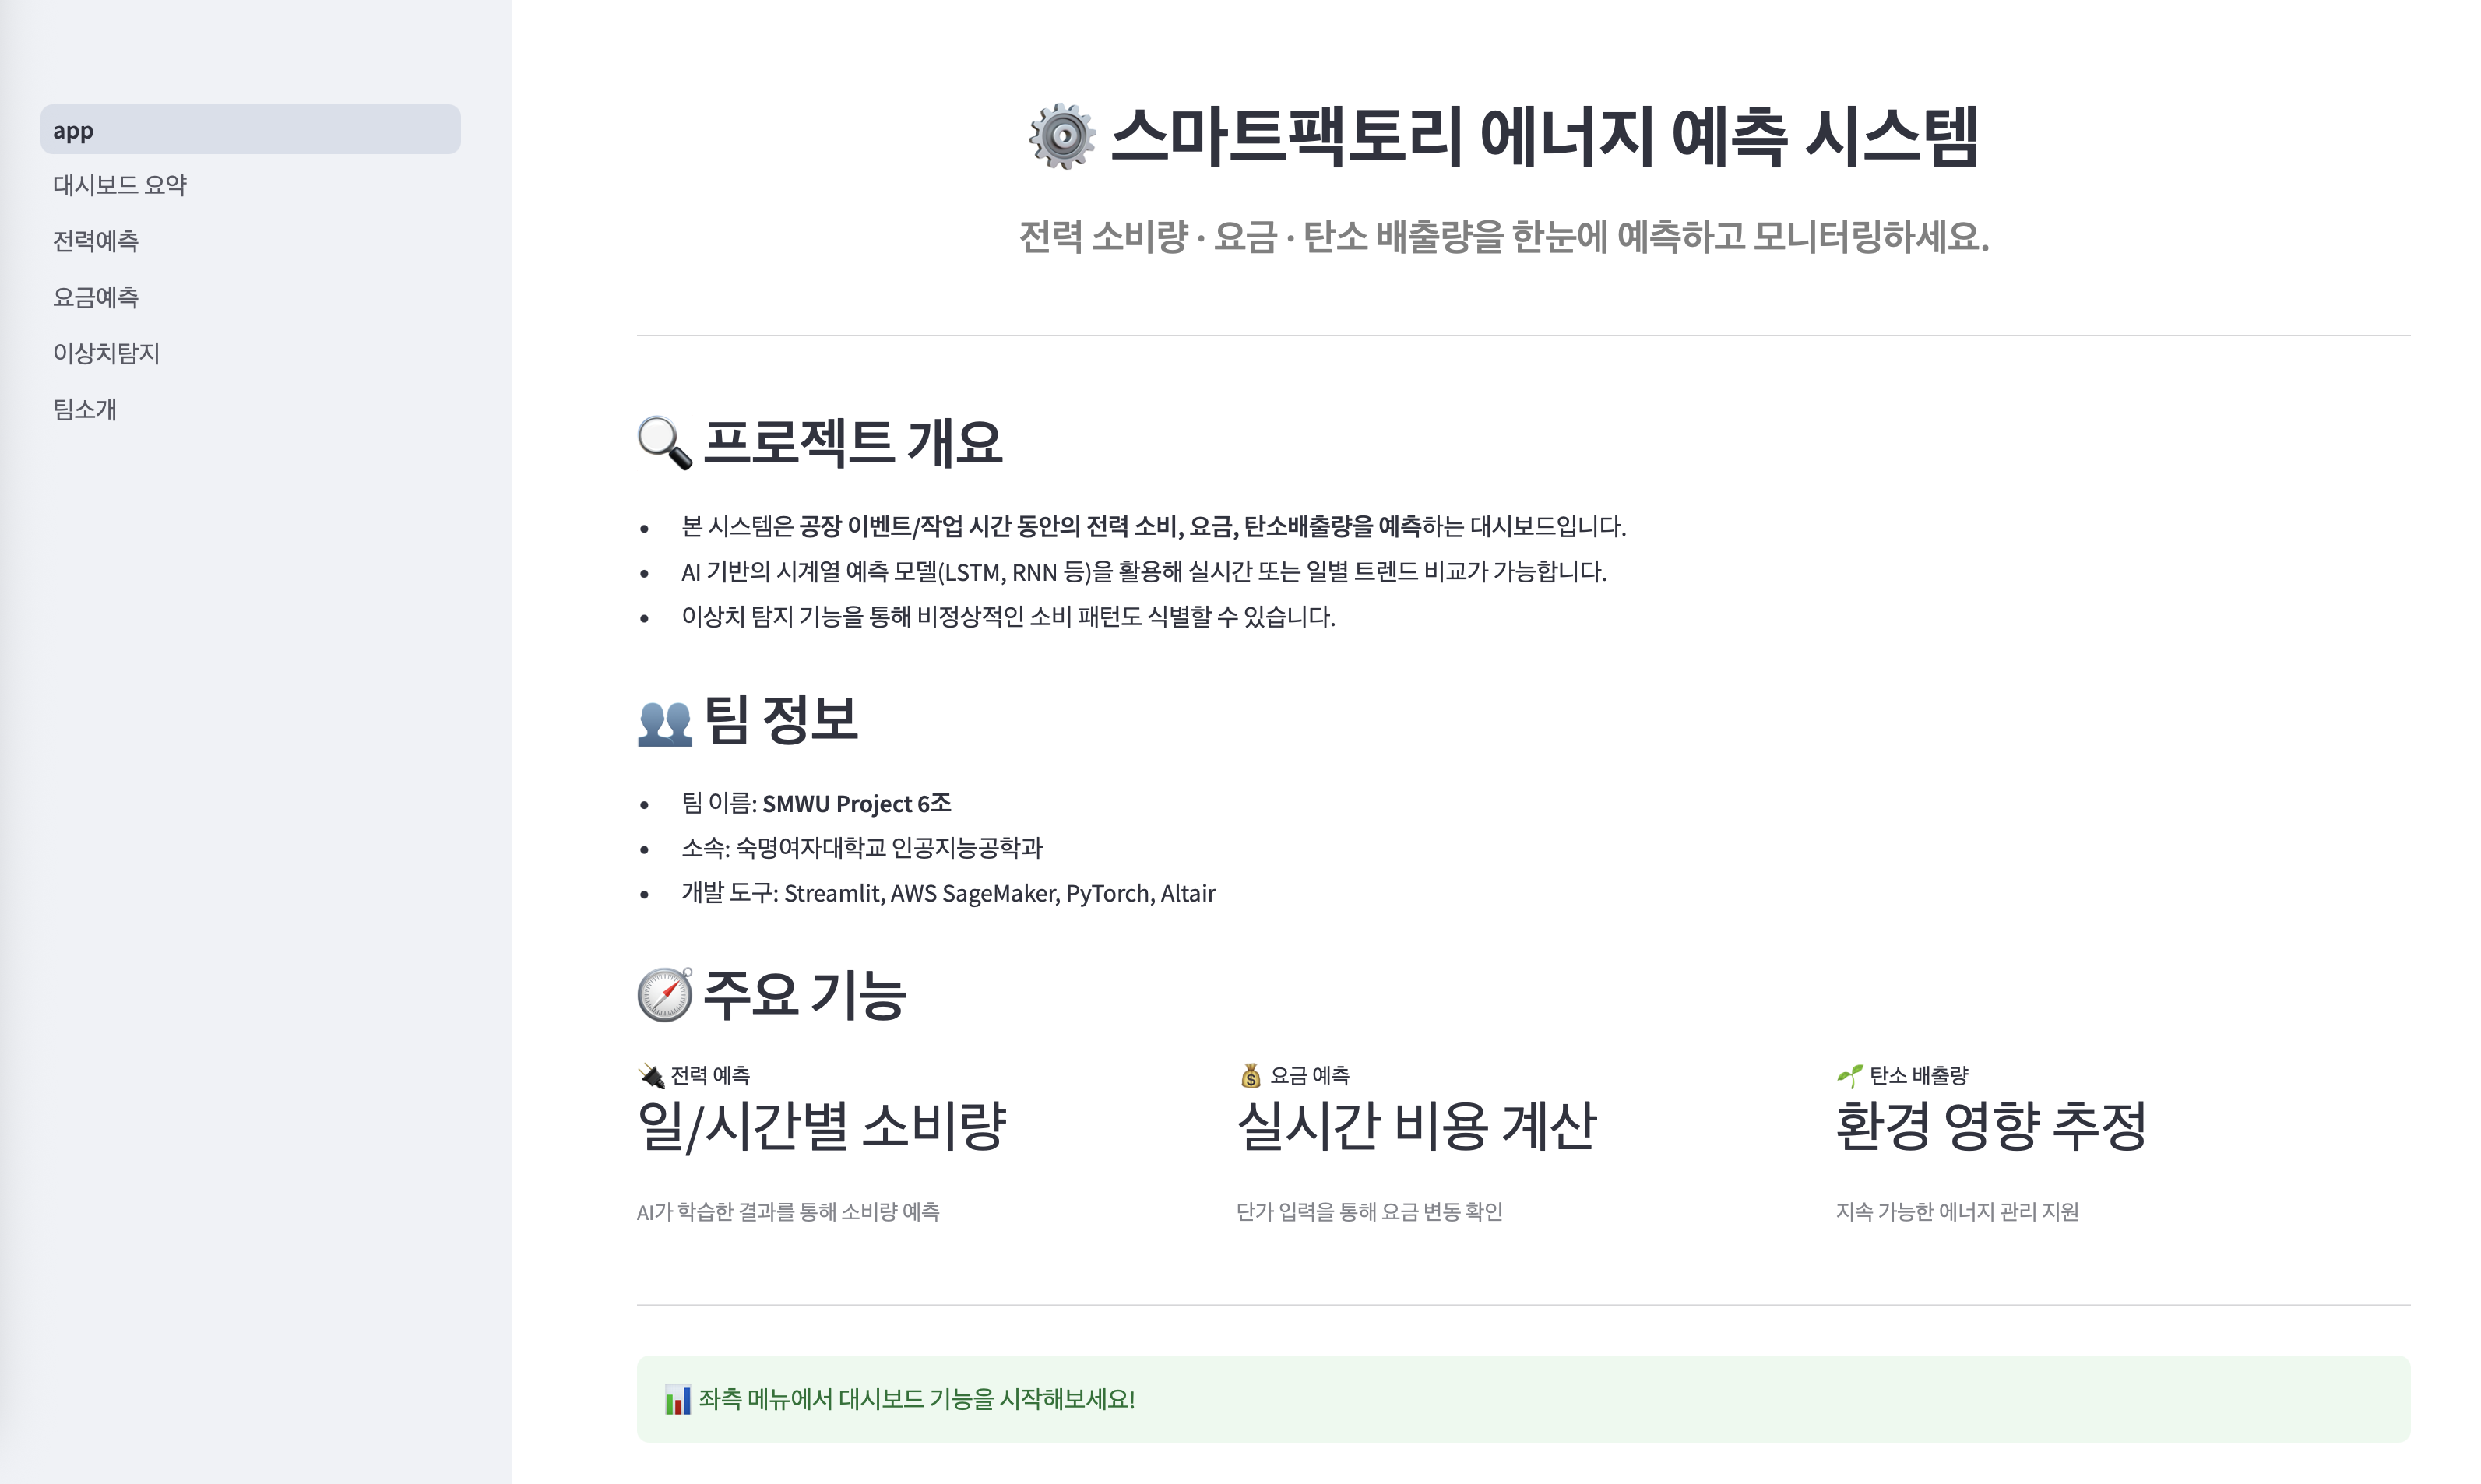 app
대시보드 요약
전력예측
요금예측
이상치탐지
팀소개
스마트팩토리 에너지 예측 시스템
전력 소비량 · 요금 · 탄소 배출량을 한눈에 예측하고 모니터링하세요.
프로젝트 개요
본 시스템은 공장 이벤트/작업 시간 동안의 전력 소비, 요금, 탄소배출량을 예측하는 대시보드입니다.
AI 기반의 시계열 예측 모델(LSTM, RNN 등)을 활용해 실시간 또는 일별 트렌드 비교가 가능합니다.
이상치 탐지 기능을 통해 비정상적인 소비 패턴도 식별할 수 있습니다.
팀 정보
팀 이름: SMWU Project 6조
소속: 숙명여자대학교 인공지능공학과
개발 도구: Streamlit, AWS SageMaker, PyTorch, Altair
주요 기능
전력 예측
일/시간별 소비량
AI가 학습한 결과를 통해 소비량 예측
요금 예측
실시간 비용 계산
단가 입력을 통해 요금 변동 확인
탄소 배출량
환경 영향 추정
지속 가능한 에너지 관리 지원
좌측 메뉴에서 대시보드 기능을 시작해보세요!